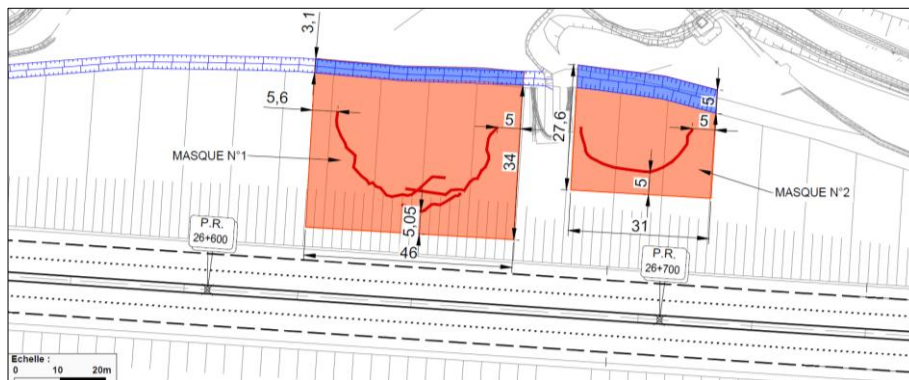 3,1
5,6
5
34
MASQUE N°1
5,05
46
27,6
5
5
5
31
MASQUE N°2
P.R.
26+600
P.R.
26+700
Echelle :
0 10 20m